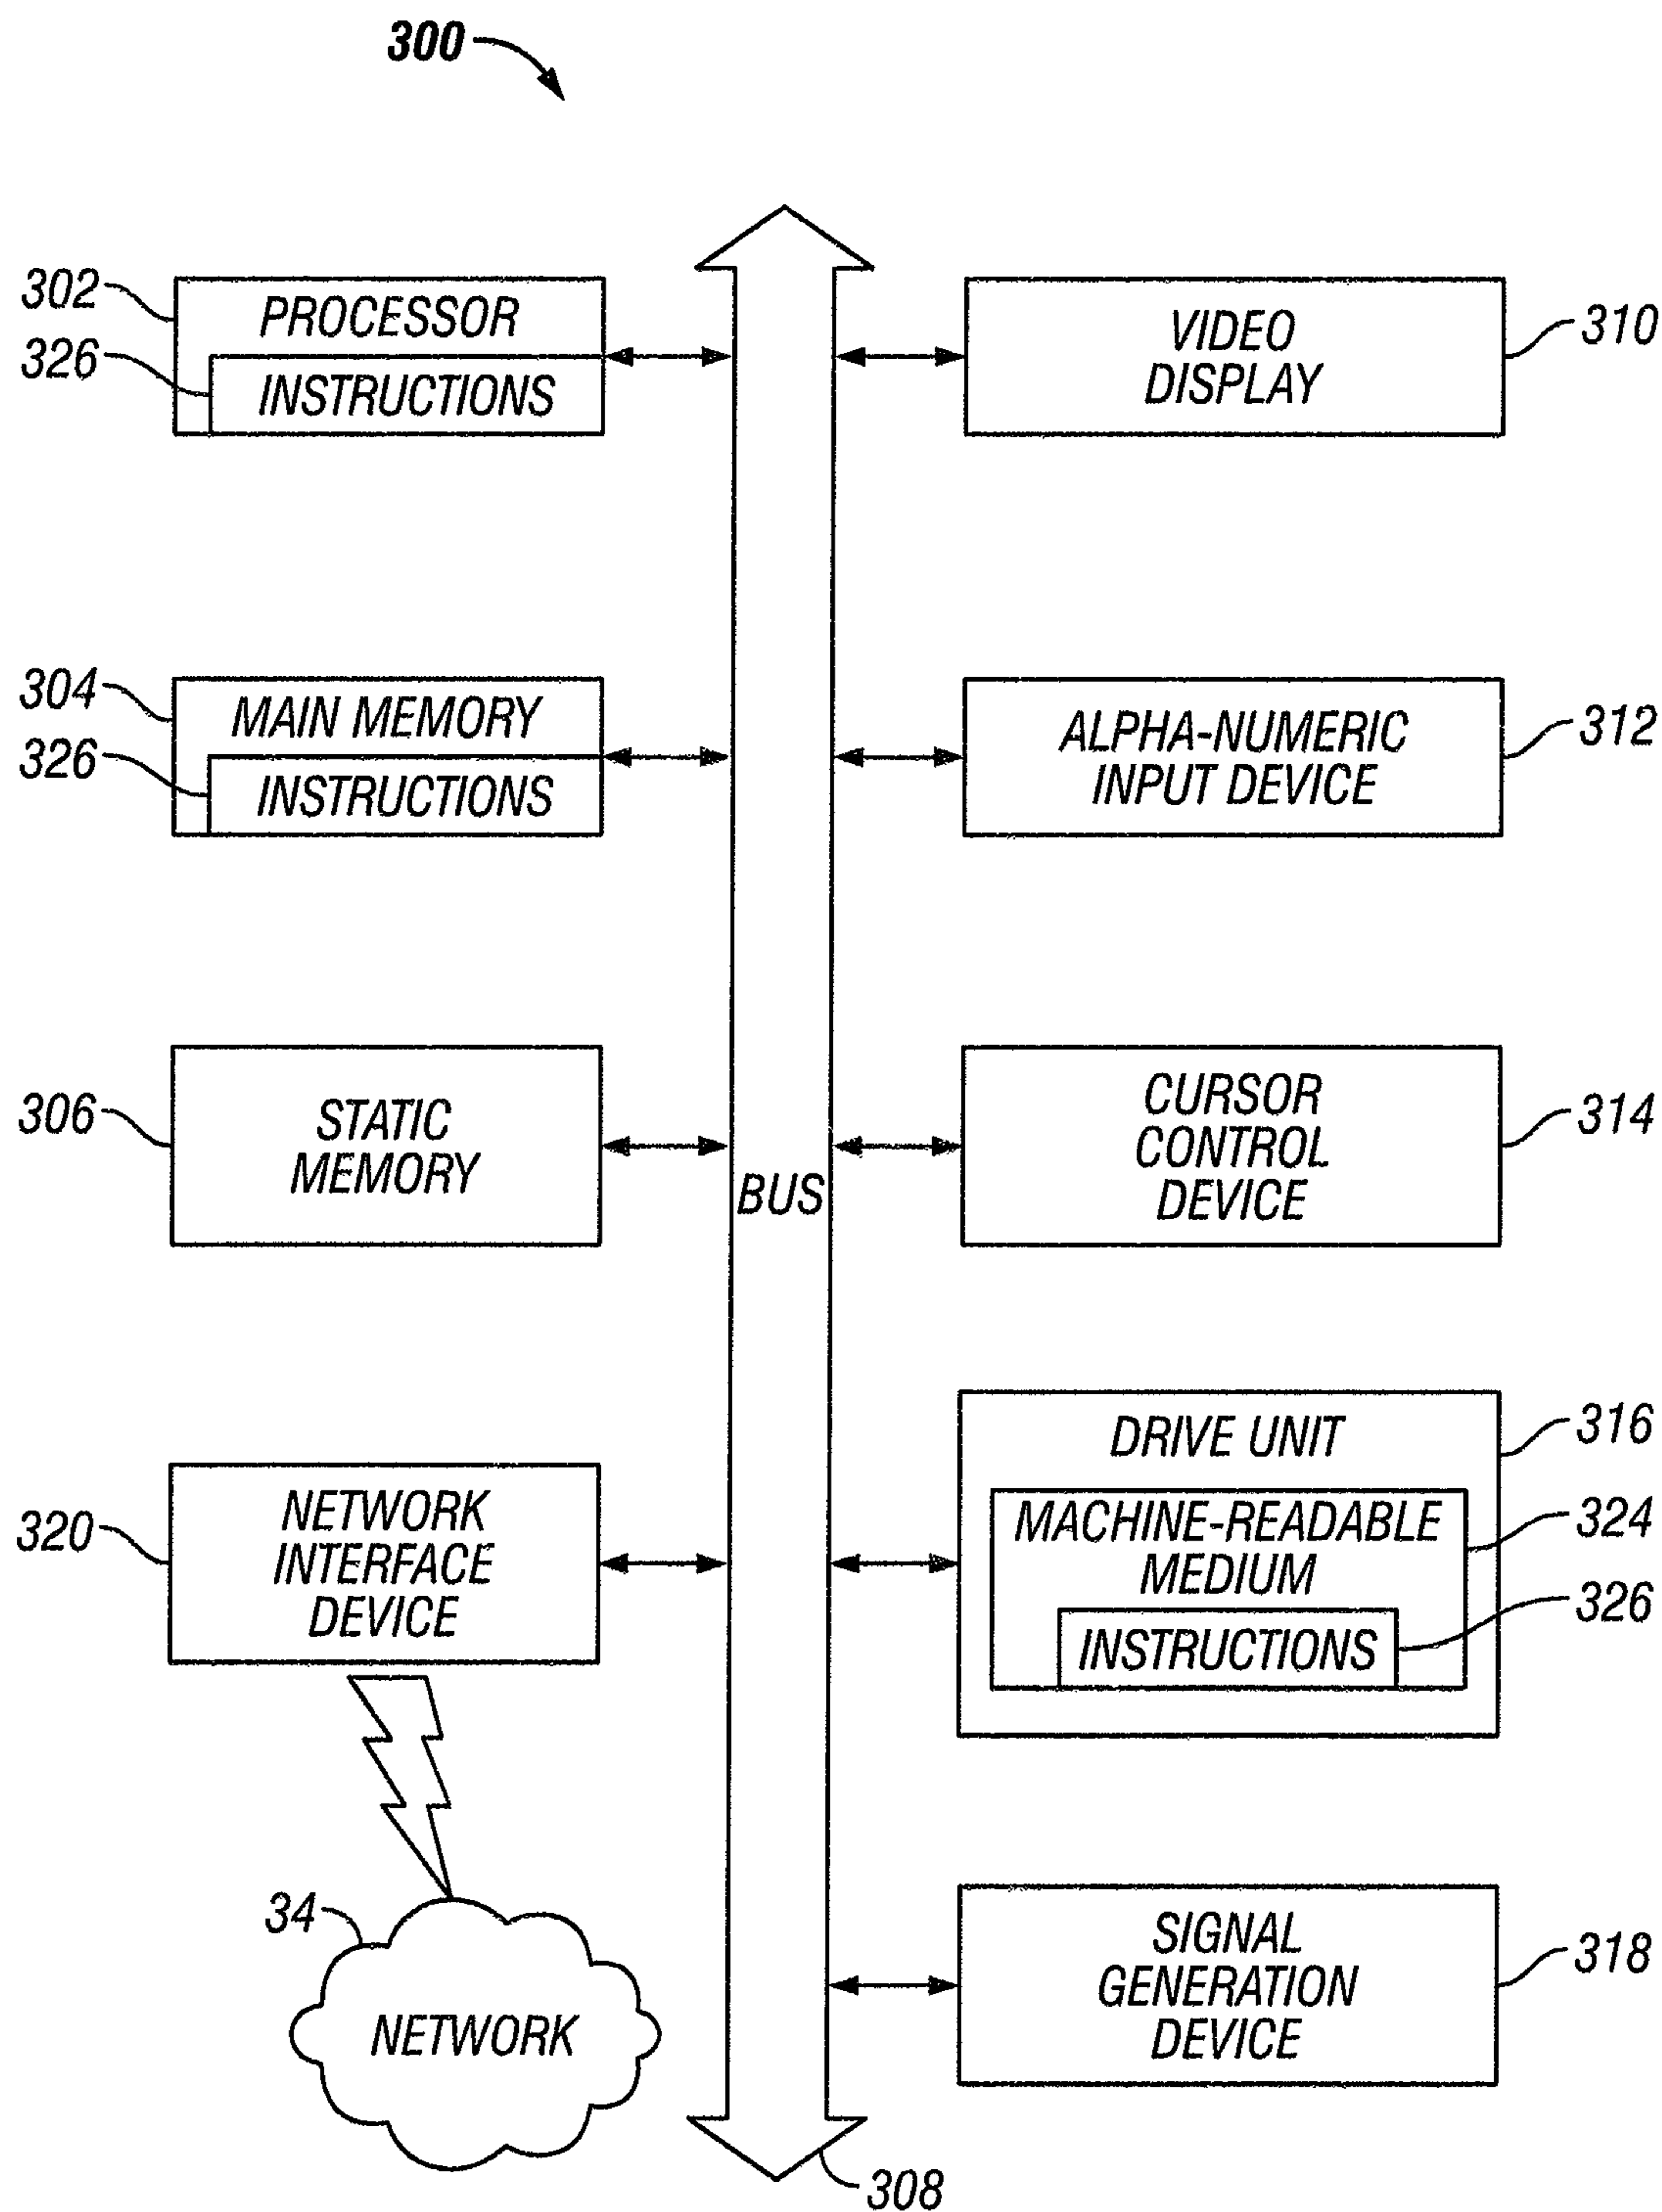 300
302
PROCESSOR
326
INSTRUCTIONS
VIDEO
DISPLAY
310
304
MAIN MEMORY
326
INSTRUCTIONS
ALPHA-NUMERIC
INPUT DEVICE
312
306
STATIC
MEMORY
BUS
CURSOR
CONTROL
DEVICE
314
320
NETWORK
INTERFACE
DEVICE
DRIVE UNIT
316
MACHINE-READABLE
MEDIUM
324
INSTRUCTIONS
326
34
NETWORK
SIGNAL
GENERATION
DEVICE
318
308